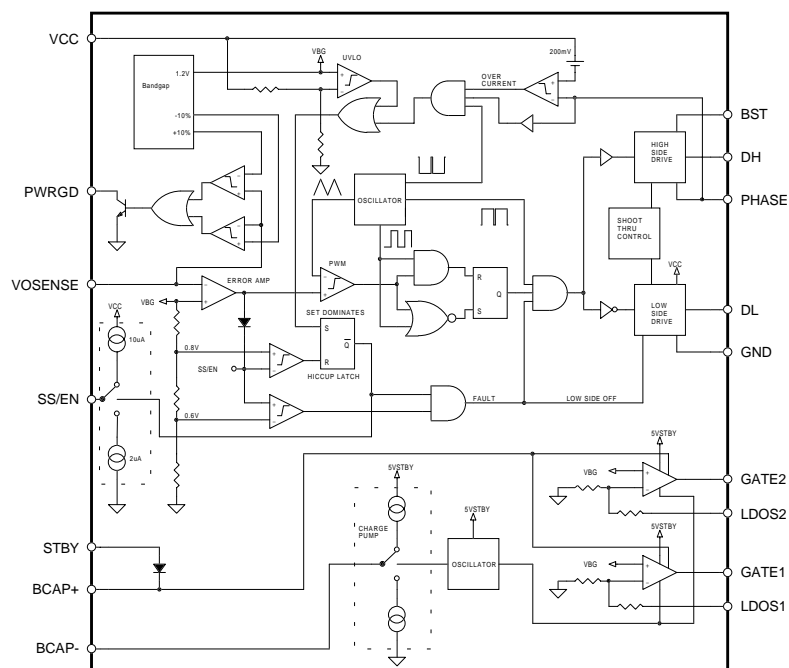 VCC
200mV
VBG
UVLO
1.2V
OVER
CURRENT
Bandgap
-10%
+10%
BST
HIGH
SIDE
DRIVE
DH
PWRGD
OSCILLATOR
PHASE
SHOOT
THRU
CONTROL
PWM
VCC
VOSENSE
ERROR AMP
R
Q
S
VBG
LOW
SIDE
DRIVE
DL
VCC
SET DOMINATES
10uA
S
Q
R
0.8V
GND
SS/EN
HICCUP LATCH
SS/EN
FAULT
LOW SIDE OFF
0.6V
2uA
5VSTBY
5VSTBY
VBG
GATE2
CHARGE
PUMP
5VSTBY
LDOS2
5VSTBY
STBY
OSCILLATOR
VBG
GATE1
BCAP+
LDOS1
BCAP-